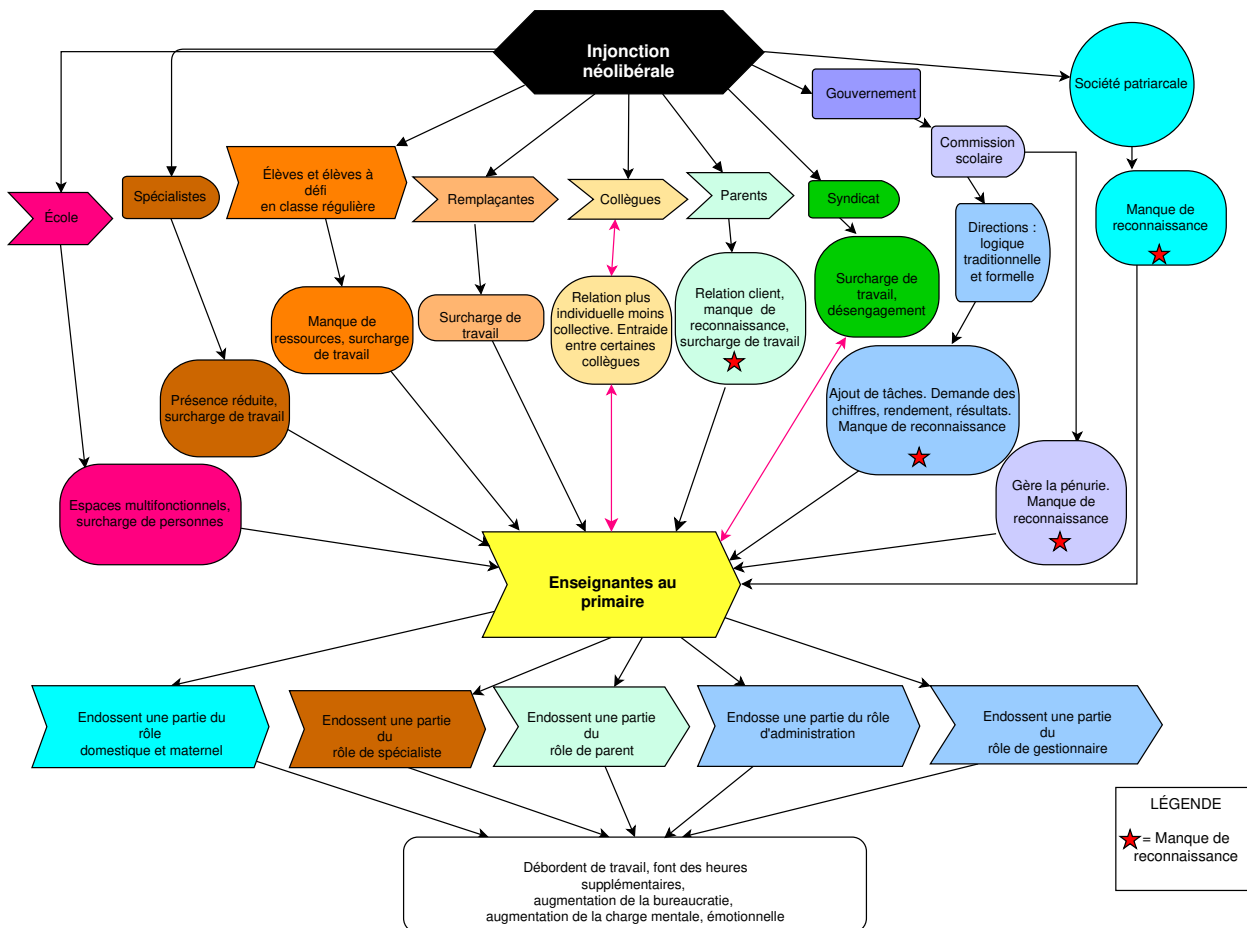 Injonction
néolibérale
Gouvernement
Société patriarcale
Commission
scolaire
École
Spécialistes
Élèves et élèves à
défi
en classe régulière
Remplaçantes
Collègues
Parents
Syndicat
Directions :
logique
traditionnelle
et formelle
Manque de
reconnaissance
Espaces multifonctionnels,
surcharge de personnes
Présence réduite,
surcharge de travail
Manque de
ressources, surcharge
de travail
Surcharge de
travail
Relation plus
individuelle moins
collective. Entraide
entre certaines
collègues
Relation client,
manque de
reconnaissance,
surcharge de travail
Surcharge de
travail,
désengagement
Ajout de tâches. Demande des
chiffres, rendement, résultats.
Manque de reconnaissance
Gère la pénurie.
Manque de
reconnaissance
Enseignantes au
primaire
Endossent une partie du
rôle
domestique et maternel
Endossent une partie
du
rôle de spécialiste
Endossent une partie
du
rôle de parent
Endosse une partie du rôle
d'administration
Endossent une partie
du
rôle de gestionnaire
Débordent de travail, font des heures
supplémentaires,
augmentation de la bureaucratie,
augmentation de la charge mentale, émotionnelle
LÉGENDE
= Manque de
reconnaissance